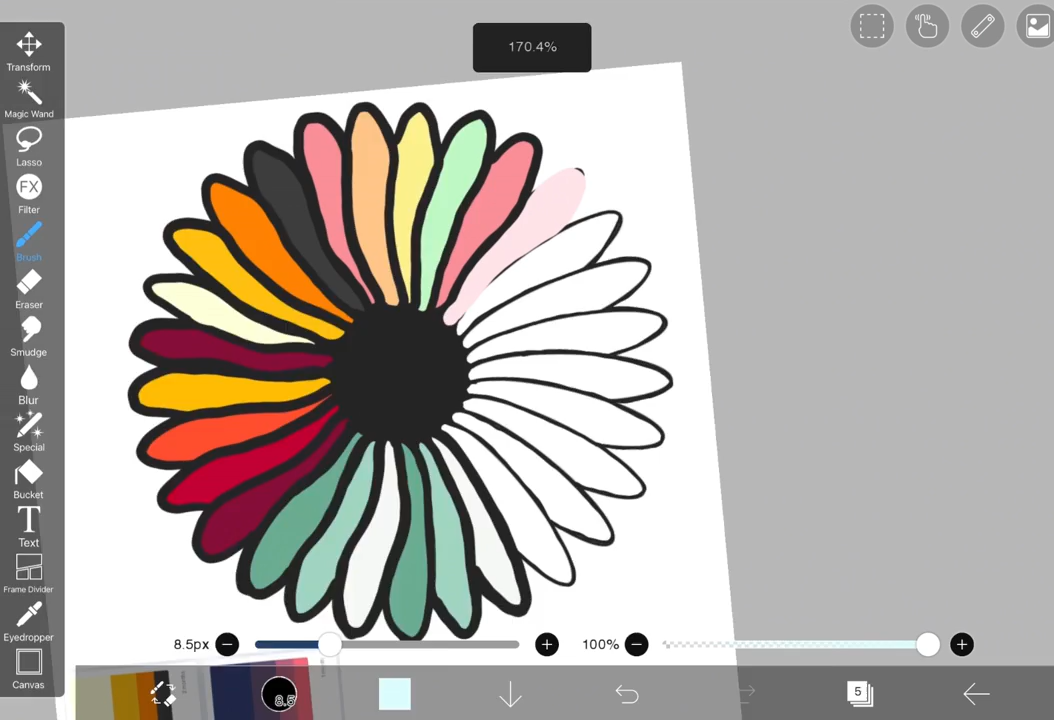 170.4%
Transform
Magic Wand
Lasso
FX
Filter
Brush
Eraser
Smudge
Blur
Special
Bucket
T
Text
Frame Divider
Eyedropper
Canvas
8.5px
100%
8.5
5